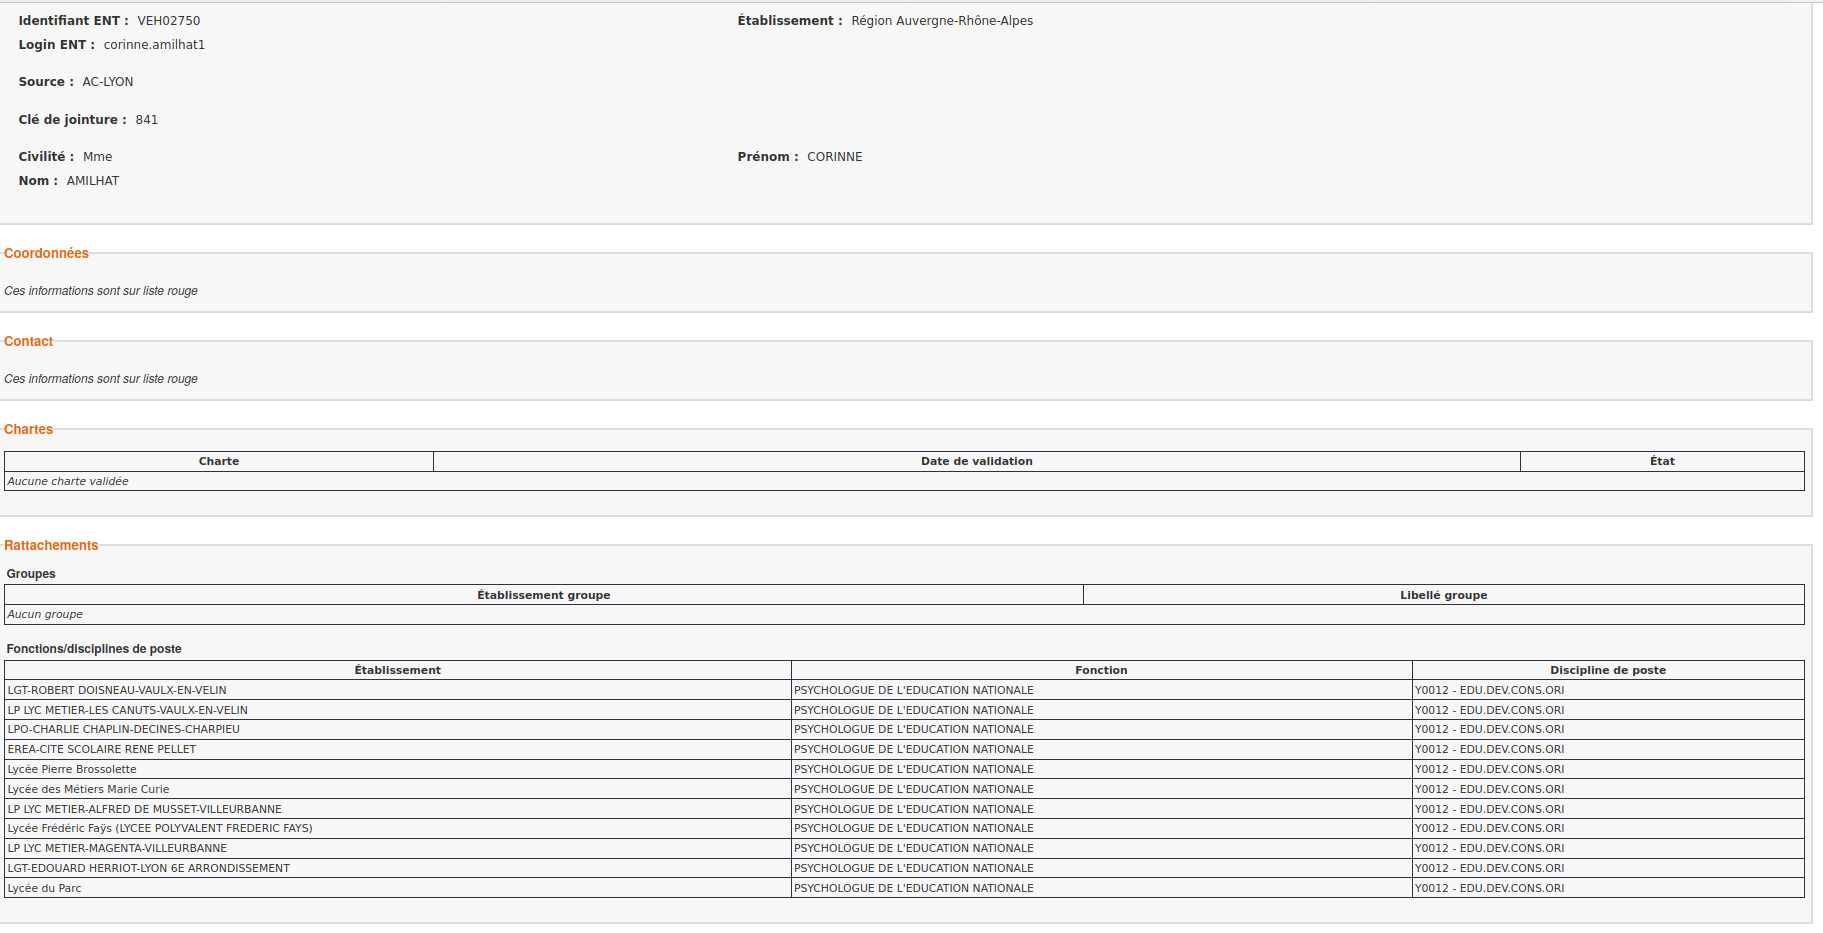 Identifiant ENT : VEH02750 Établissement : Région Auvergne-Rhône-Alpes
Login ENT : corinne.amilhat1
Source : AC-LYON
Clé de jointure : 841
Civilité : Mme Prénom : CORINNE
Nom : AMILHAT
Coordonnées
Ces informations sont sur liste rouge
Contact
Ces informations sont sur liste rouge
Chartes
Charte Date de validation État
Aucune charte validée
Rattachements
Groupes
Établissement groupe Libellé groupe
Aucun groupe
Fonctions/disciplines de poste
Établissement Fonction Discipline de poste
LGT-ROBERT DOISNEAU-VAULX-EN-VELIN PSYCHOLOGUE DE L'EDUCATION NATIONALE Y0012 - EDU.DEV.CONS.ORI
LP LYC METIER-LES CANUTS-VAULX-EN-VELIN PSYCHOLOGUE DE L'EDUCATION NATIONALE Y0012 - EDU.DEV.CONS.ORI
LPO-CHARLIE CHAPLIN-DECINES-CHARPIEU PSYCHOLOGUE DE L'EDUCATION NATIONALE Y0012 - EDU.DEV.CONS.ORI
EREA-CITE SCOLAIRE RENE PELLET PSYCHOLOGUE DE L'EDUCATION NATIONALE Y0012 - EDU.DEV.CONS.ORI
Lycée Pierre Brossolette PSYCHOLOGUE DE L'EDUCATION NATIONALE Y0012 - EDU.DEV.CONS.ORI
Lycée des Métiers Marie Curie PSYCHOLOGUE DE L'EDUCATION NATIONALE Y0012 - EDU.DEV.CONS.ORI
LP LYC METIER-ALFRED DE MUSSET-VILLEURBANNE PSYCHOLOGUE DE L'EDUCATION NATIONALE Y0012 - EDU.DEV.CONS.ORI
Lycée Frédéric Faÿs (LYCEE POLYVALENT FREDERIC FAYS) PSYCHOLOGUE DE L'EDUCATION NATIONALE Y0012 - EDU.DEV.CONS.ORI
LP LYC METIER-MAGENTA-VILLEURBANNE PSYCHOLOGUE DE L'EDUCATION NATIONALE Y0012 - EDU.DEV.CONS.ORI
LGT-EDOUARD HERRIOT-LYON 6E ARRONDISSEMENT PSYCHOLOGUE DE L'EDUCATION NATIONALE Y0012 - EDU.DEV.CONS.ORI
Lycée du Parc PSYCHOLOGUE DE L'EDUCATION NATIONALE Y0012 - EDU.DEV.CONS.ORI